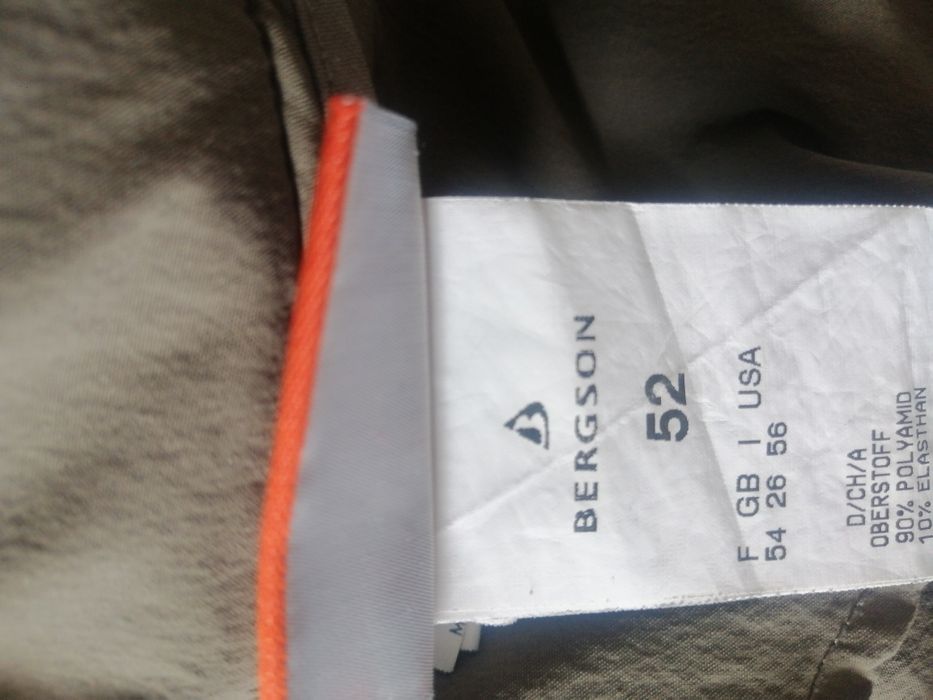 BERGSON
52
F GB I USA
54 26 56
D/CH/A
OBERSTOFF
90% POLYAMID
10% ELASTHAN
M